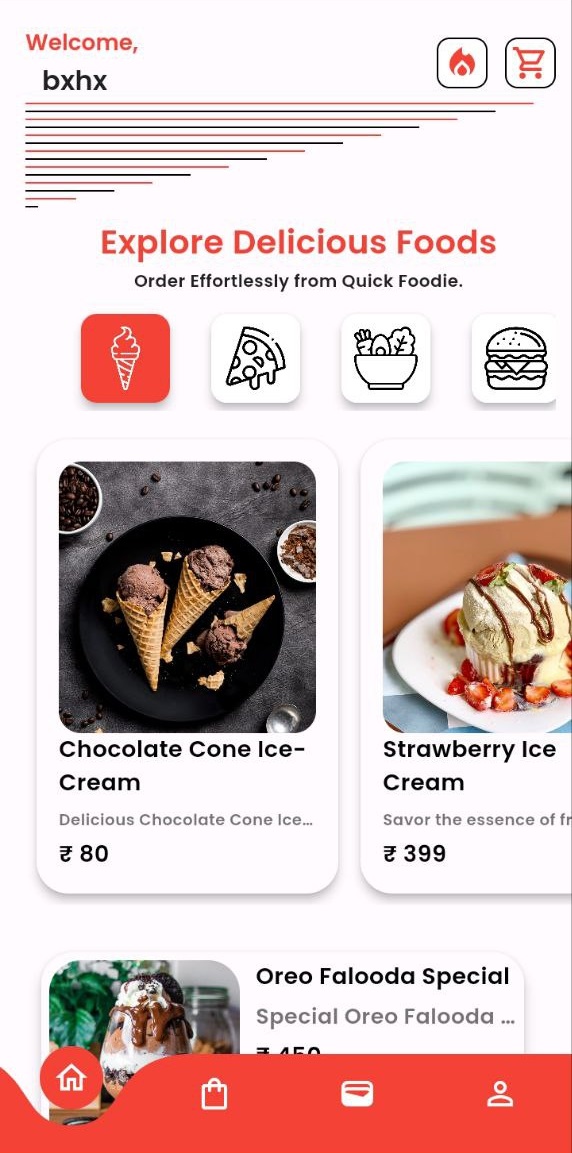 Welcome,
bxhx
Explore Delicious Foods
Order Effortlessly from Quick Foodie.
Chocolate Cone Ice-
Cream
Delicious Chocolate Cone Ice...
₹ 80
Strawberry Ice
Cream
Savor the essence of fr
₹ 399
Oreo Falooda Special
Special Oreo Falooda ...
₹ 450